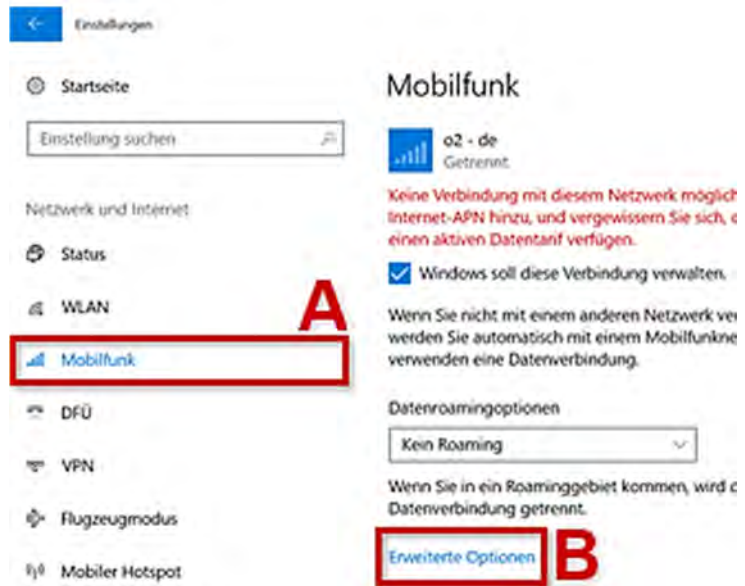 Einstellungen
Startseite
Einstellung suchen
Netzwerk und Internet
Status
WLAN
A
Mobilfunk
DFÜ
VPN
Flugzeugmodus
Mobiler Hotspot
Mobilfunk
o2 - de
Getrennt
Keine Verbindung mit diesem Netzwerk möglich
Internet-APN hinzu, und vergewissern Sie sich,
einen aktiven Datentarif verfügen.
Windows soll diese Verbindung verwalten.
Wenn Sie nicht mit einem anderen Netzwerk
werden Sie automatisch mit einem
verwenden eine Datenverbindung.
Datenroamingoptionen
Kein Roaming
Wenn Sie in ein Roaminggebiet kommen, wird
Datenverbindung getrennt.
Erweiterte Optionen
B